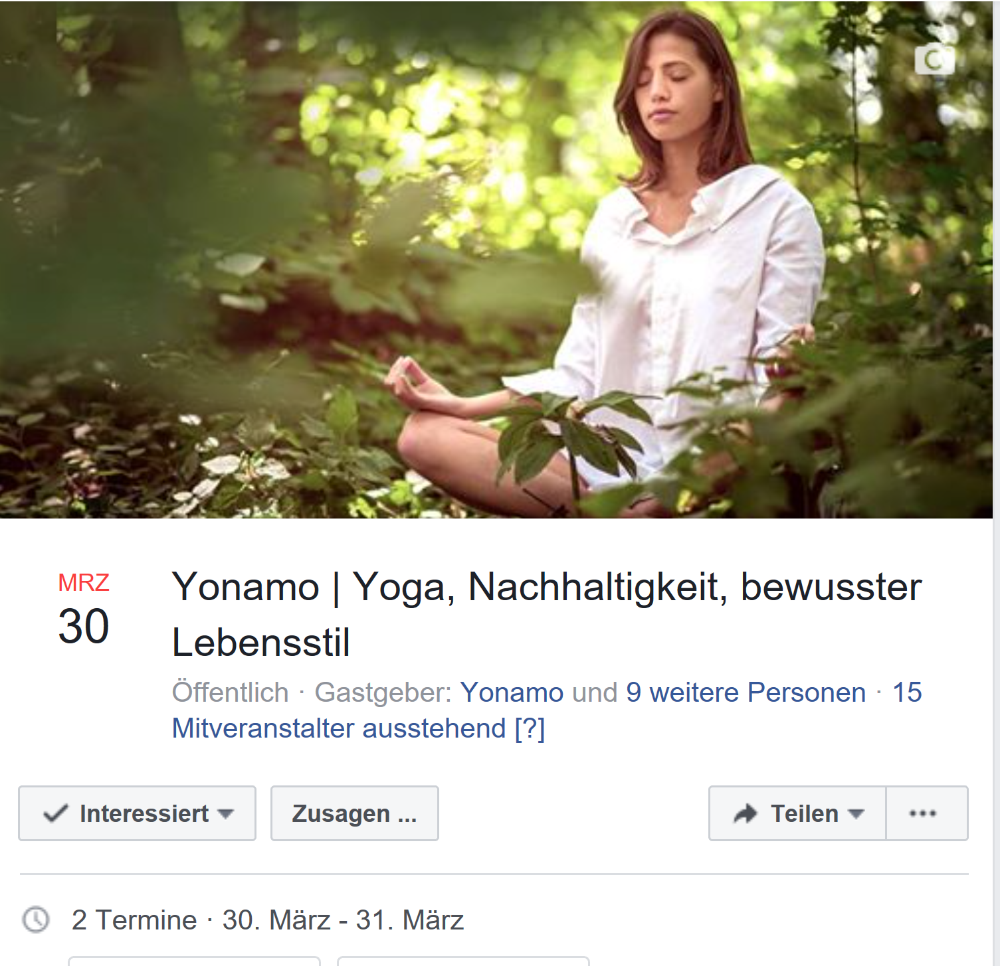 MRZ
30
Yonamo | Yoga, Nachhaltigkeit, bewusster
Lebensstil
Öffentlich · Gastgeber: Yonamo und 9 weitere Personen · 15
Mitveranstalter ausstehend [?]
Interessiert
Zusagen ...
Teilen
2 Termine · 30. März - 31. März